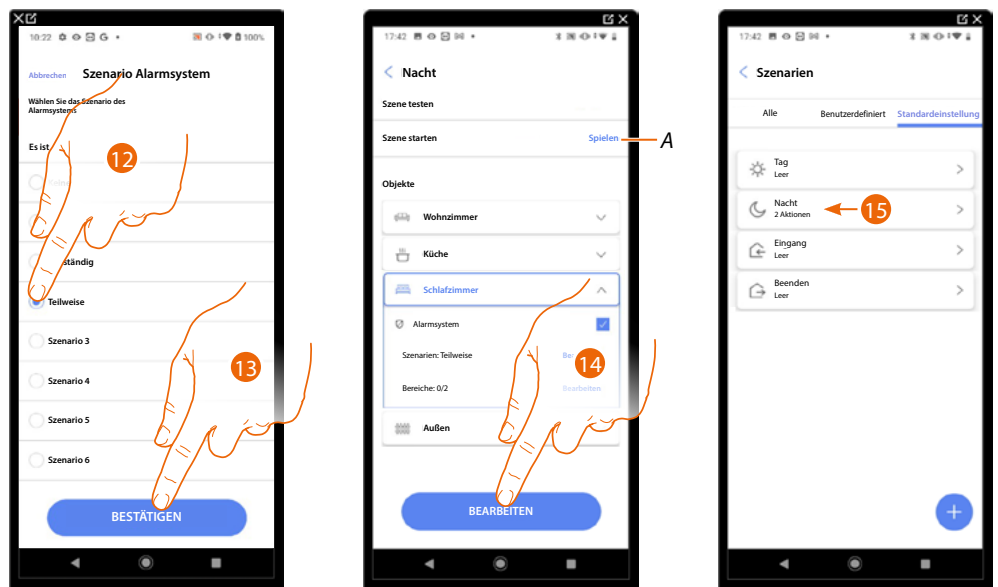 10:22 G 100%
Abbrechen Szenario Alarmsystem
Wählen Sie das Szenario des
Alarmsystems
Es ist
12
ständig
Teilweise
Szenario 3
13
Szenario 4
Szenario 5
Szenario 6
BESTÄTIGEN
17:42
Nacht
Szene testen
Szene starten Spielen A
Objekte
Wohnzimmer
Küche
Schlafzimmer
Alarmsystem
Szenarien: Teilweise
14
Bereiche: 0/2 Bearbeiten
Außen
BEARBEITEN
17:42
Szenarien
Alle Benutzerdefiniert Standardeinstellung
Tag
Leer
Nacht
2 Aktionen 15
Eingang
Leer
Beenden
Leer
+